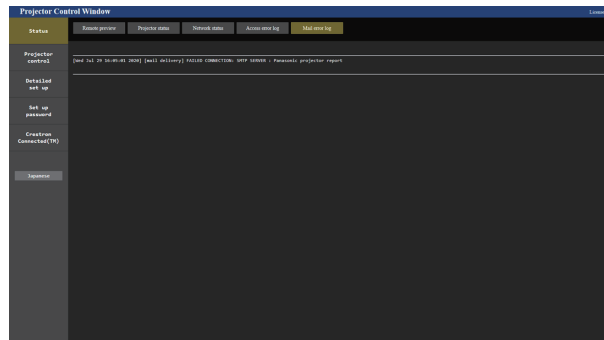 Projector Control Window
License
Status
Remote preview
Projector status
Network status
Access error log
Mail error log
Projector
control
[Wed Jul 29 16:05:01 2020] [mail delivery] FAILED CONNECTION: SMTP SERVER : Panasonic projector report
Detailed
set up
Set up
password
Crestron
Connected(TM)
Japanese